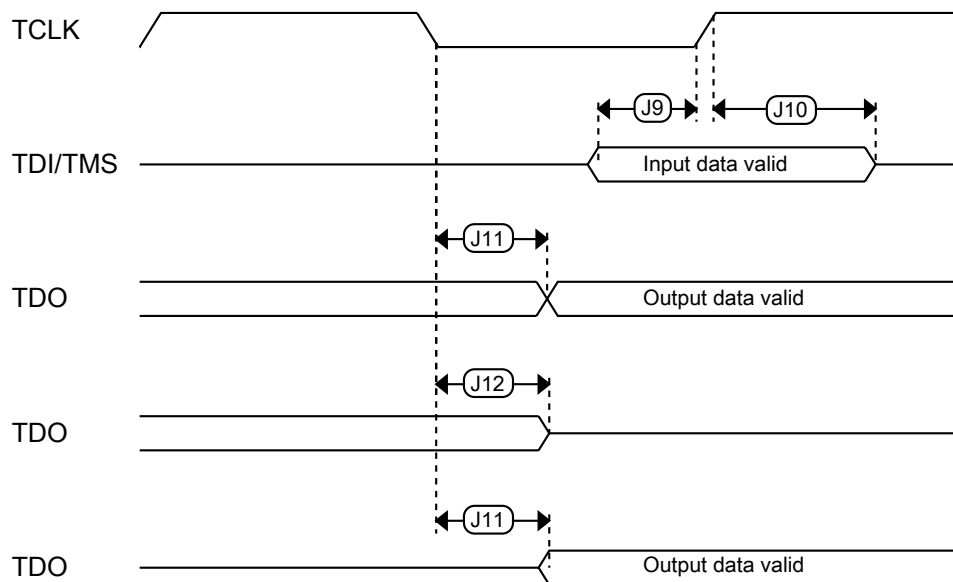 TCLK
J9
J10
TDI/TMS
Input data valid
J11
TDO
Output data valid
J12
TDO
J11
TDO
Output data valid